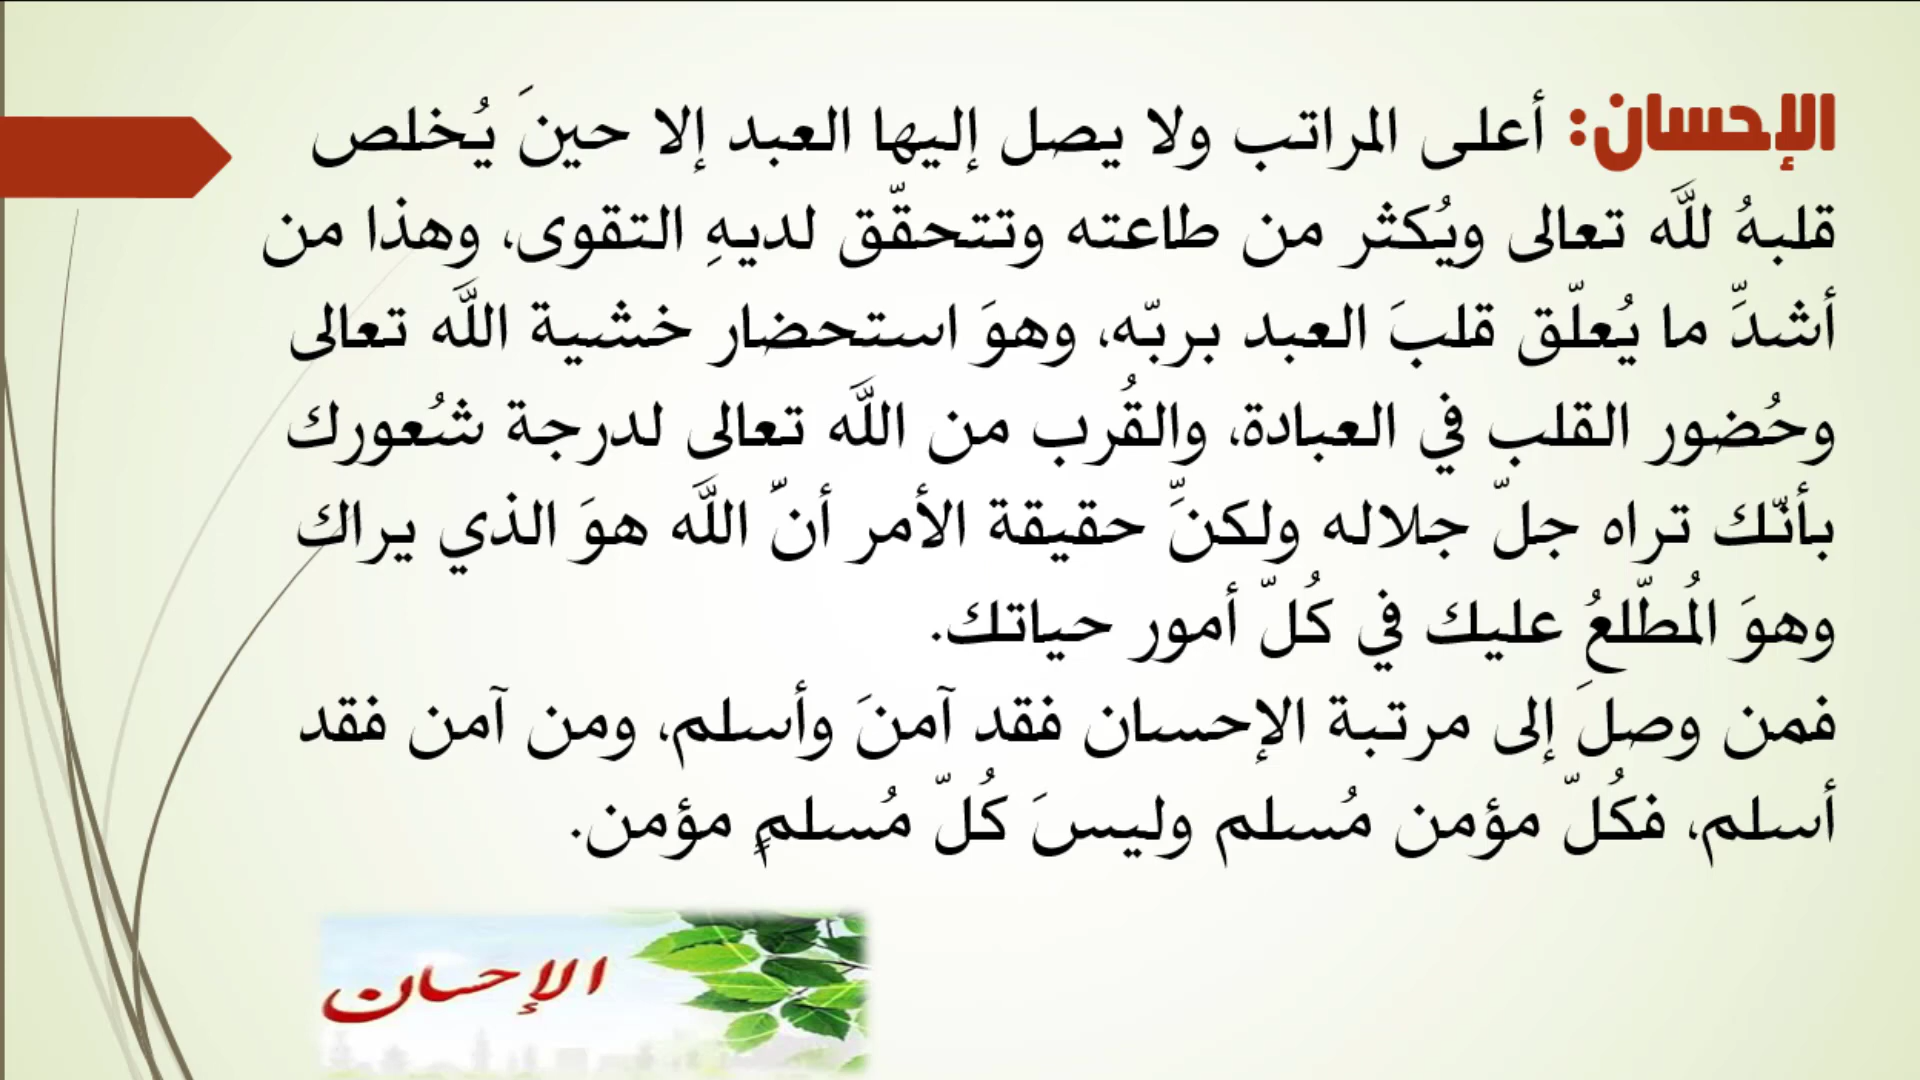 الإحسان: أعلى المراتب ولا يصل إليها العبد إلا حينَ يُخلص
قلبهُ للَّه تعالى ويُكثر من طاعته وتتحقّق لديهِ التقوى، وهذا من
أشدِّ ما يُعلّق قلبَ العبد بربّه، وهوَ استحضار خشية اللَّه تعالى
وحُضور القلب في العبادة، والقُرب من اللَّه تعالى لدرجة شُعورك
بأنّك تراه جلّ جلاله ولكنِّ حقيقة الأمر أنّ اللَّه هوَ الذي يراك
وهوَ المُطّلعُ عليك في كُلّ أمور حياتك.
فمن وصلَ إلى مرتبة الإحسان فقد آمنَ وأسلم، ومن آمن فقد
أسلم، فكُلّ مؤمن مُسلم وليسَ كُلّ مُسلمٍ مؤمن.
الإحسان